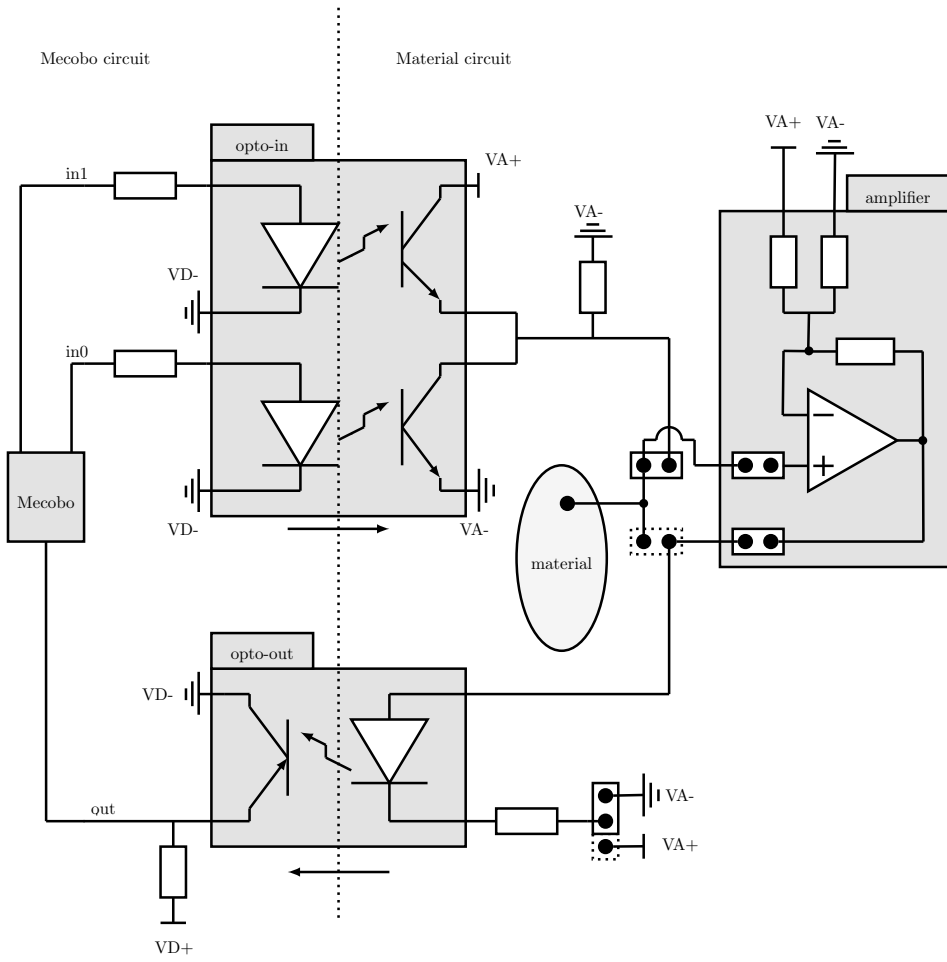 Mecobo circuit
Material circuit
VA+
VA-
opto-in
VA+
in1
amplifier
VA-
VD-
in0
Mecobo
VD-
VA-
material
opto-out
VD-
VA-
out
VA+
VD+